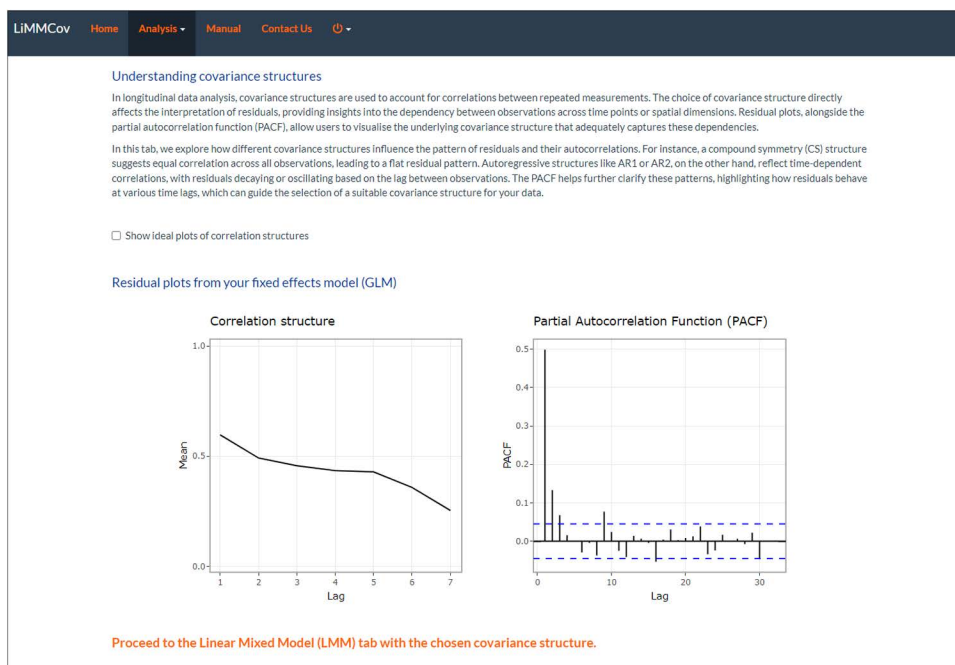 LiMMCov Home Analysis Manual Contact Us
Understanding covariance structures
In longitudinal data analysis, covariance structures are used to account for correlations between repeated measurements. The choice of covariance structure directly
affects the interpretation of residuals, providing insights into the dependency between observations across time points or spatial dimensions. Residual plots, alongside the
partial autocorrelation function (PACF), allow users to visualise the underlying covariance structure that adequately captures these dependencies.
In this tab, we explore how different covariance structures influence the pattern of residuals and their autocorrelations. For instance, a compound symmetry (CS) structure
suggests equal correlation across all observations, leading to a flat residual pattern. Autoregressive structures like AR1 or AR2, on the other hand, reflect time-dependent
correlations, with residuals decaying or oscillating based on the lag between observations. The PACF helps further clarify these patterns, highlighting how residuals behave
at various time lags, which can guide the selection of a suitable covariance structure for your data.
Show ideal plots of correlation structures
Residual plots from your fixed effects model (GLM)
Correlation structure
1.0
0.5
0.0
Mean
1 2 3 4 5 6 7
Lag
Partial Autocorrelation Function (PACF)
0.5
0.4
0.3
0.2
0.1
0.0
PACF
0 10 20 30
Lag
Proceed to the Linear Mixed Model (LMM) tab with the chosen covariance structure.